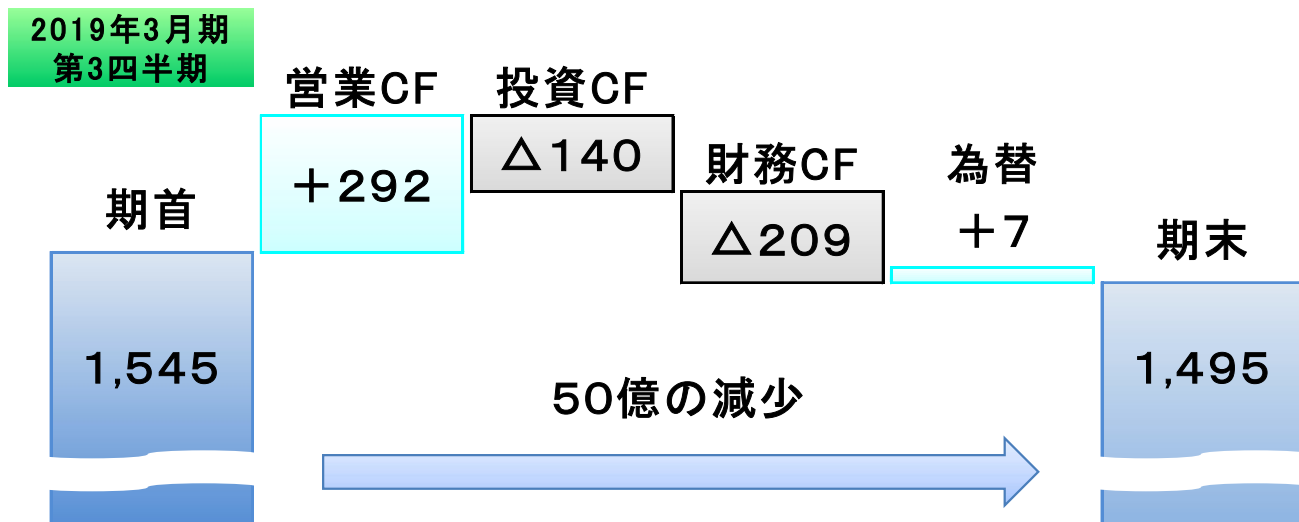 2019年3月期
第3四半期
営業CF
投資CF
+292
△140
財務CF
為替
期首
△209
+7
期末
1,545
1,495
50億の減少